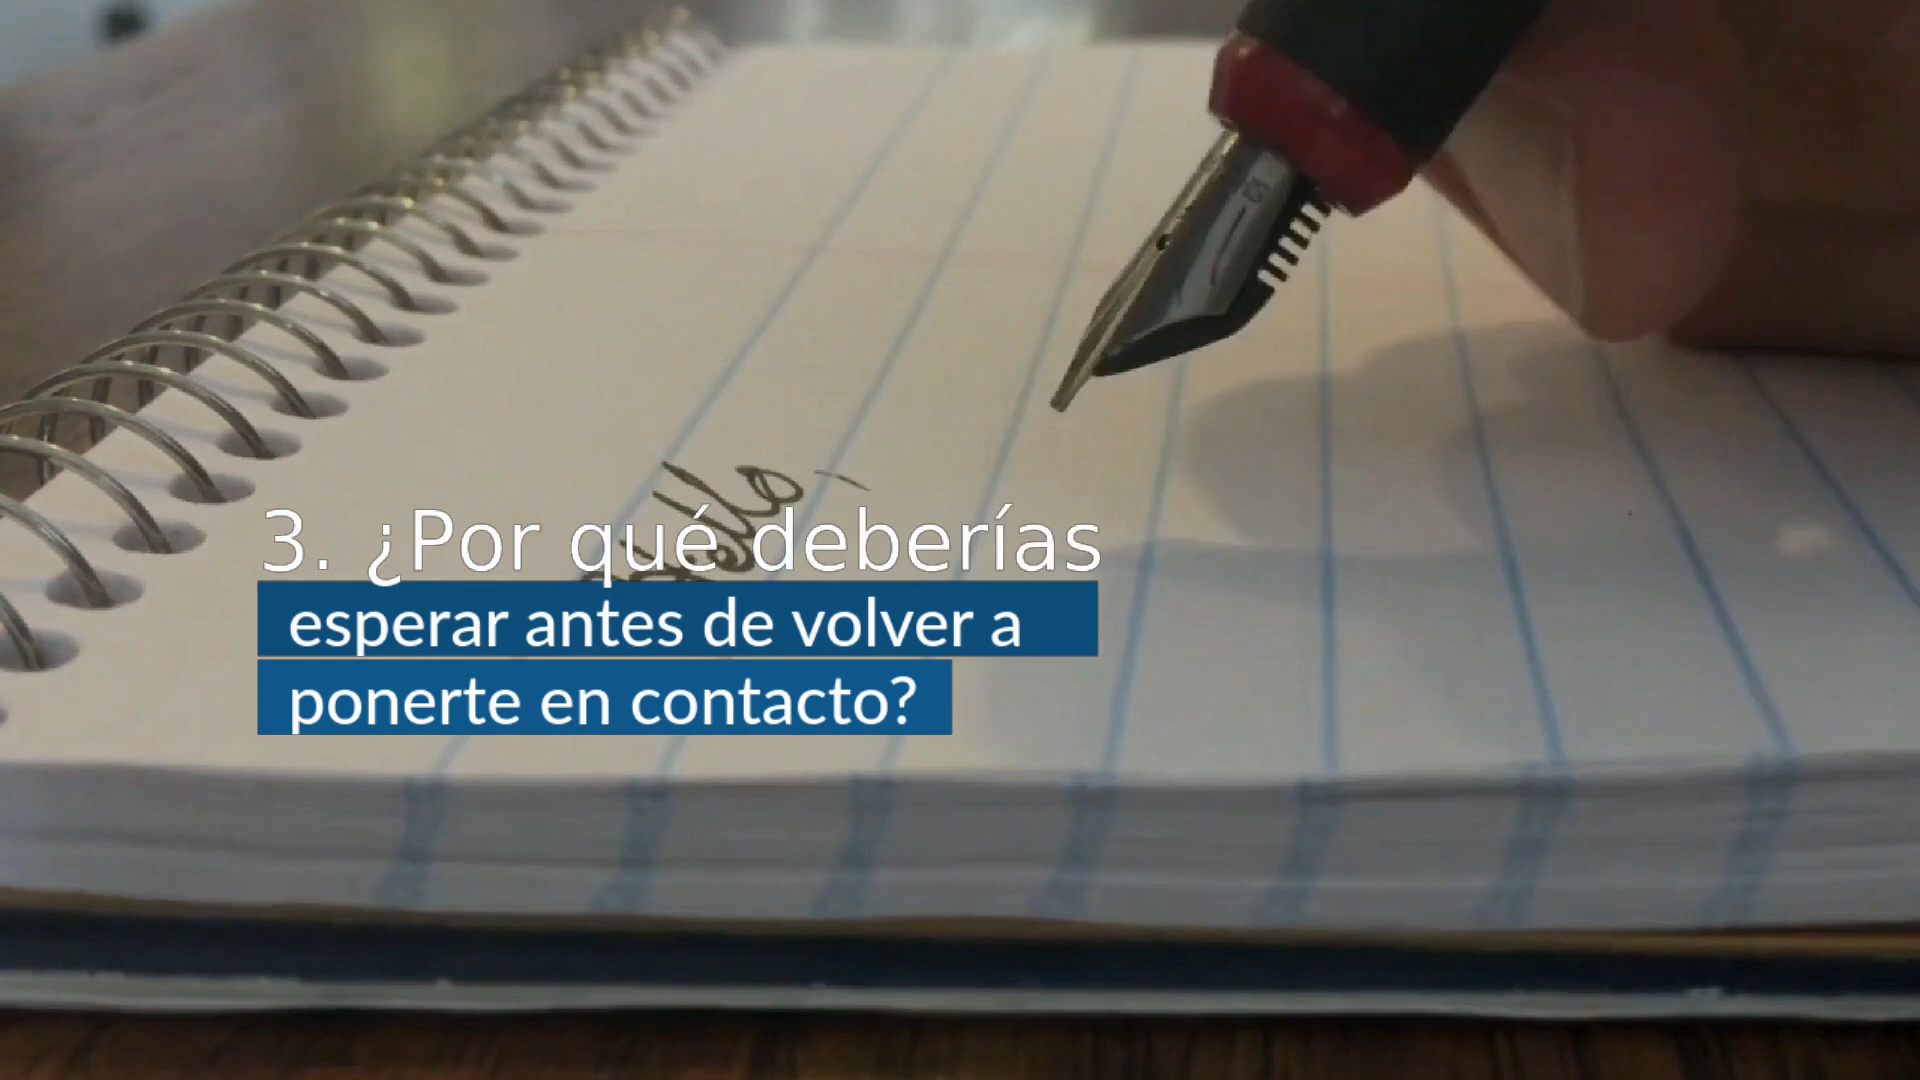 3. ¿Por qué deberías
esperar antes de volver a
ponerte en contacto?